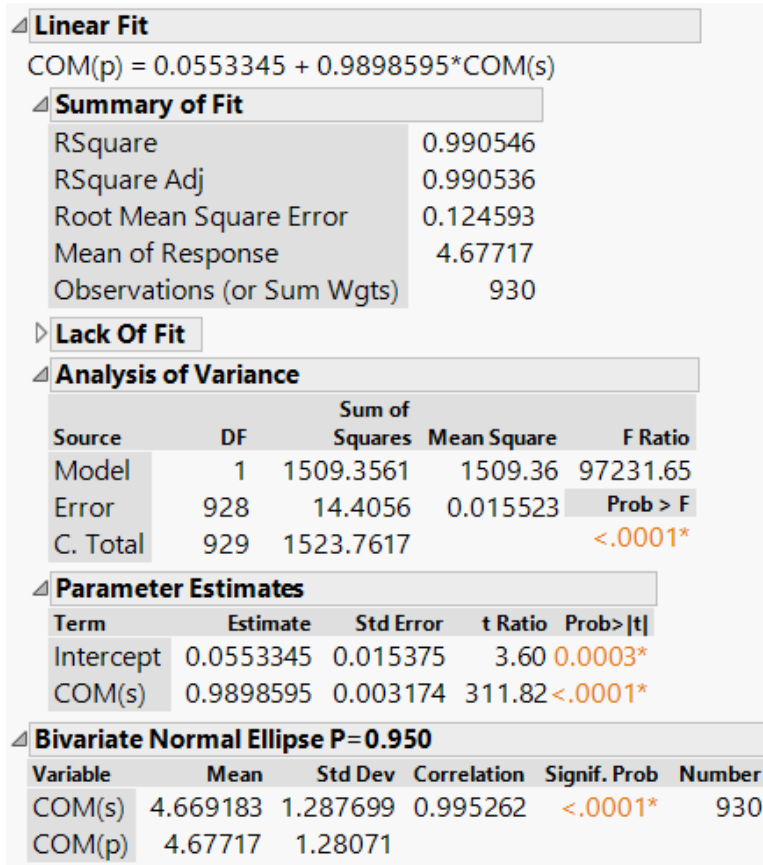 Linear Fit
COM(p) = 0.0553345 + 0.9898595*COM(s)
Summary of Fit
RSquare 0.990546
RSquare Adj 0.990536
Root Mean Square Error 0.124593
Mean of Response 4.67717
Observations (or Sum Wgts) 930
Lack Of Fit
Analysis of Variance
Sum of
Source DF Squares Mean Square F Ratio
Model 1 1509.3561 1509.36 97231.65
Error 928 14.4056 0.015523 Prob > F
C. Total 929 1523.7617 <.0001*
Parameter Estimates
Term Estimate Std Error t Ratio Prob>|t|
Intercept 0.0553345 0.015375 3.60 0.0003*
COM(s) 0.9898595 0.003174 311.82 <.0001*
Bivariate Normal Ellipse P=0.950
Variable Mean Std Dev Correlation Signif. Prob Number
COM(s) 4.669183 1.287699 0.995262 <.0001* 930
COM(p) 4.67717 1.28071